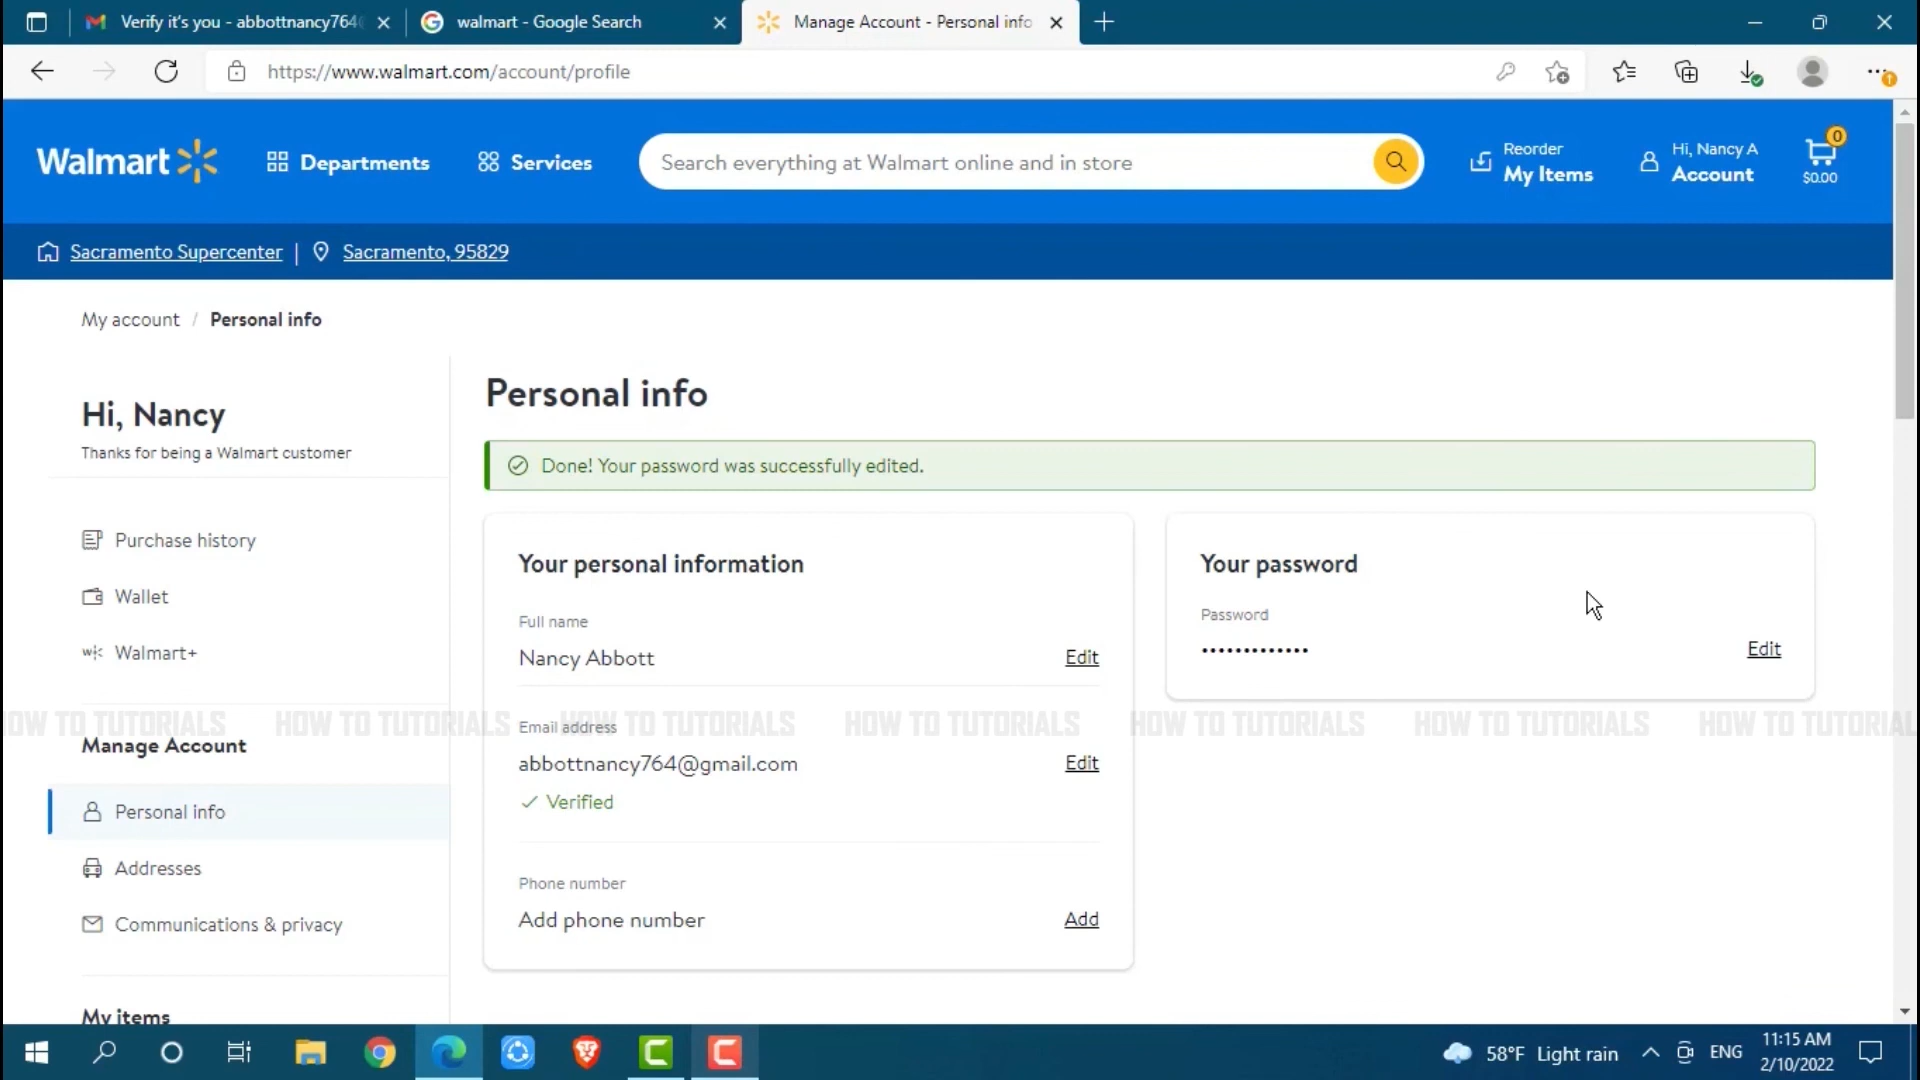 Verify it's you - abbottnancy764
walmart - Google Search
Manage Account - Personal info
https://www.walmart.com/account/profile
Walmart
Departments
Services
Search everything at Walmart online and in store
Reorder
My Items
Hi, Nancy A
Account
0
$0.00
Sacramento Supercenter | Sacramento, 95829
My account / Personal info
Hi, Nancy
Thanks for being a Walmart customer
Purchase history
Wallet
Walmart+
Manage Account
Personal info
Addresses
Communications & privacy
My items
Personal info
Done! Your password was successfully edited.
Your personal information
Full name
Nancy Abbott Edit
Email address
abbottnancy764@gmail.com Edit
Verified
Phone number
Add phone number Add
Your password
Password
••••••••••••• Edit
HOW TO TUTORIALS HOW TO TUTORIALS HOW TO TUTORIALS HOW TO TUTORIALS HOW TO TUTORIALS HOW TO TUTORIALS HOW TO TUTORIAL
58°F Light rain
ENG
11:15 AM
2/10/2022